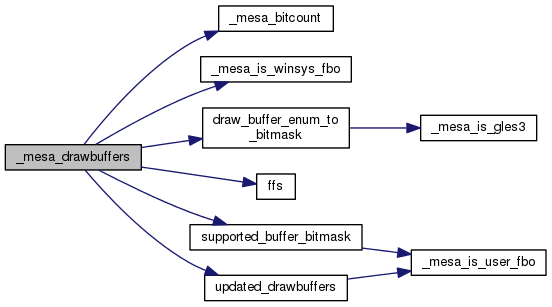 _mesa_drawbuffers
_mesa_bitcount
_mesa_is_winsys_fbo
draw_buffer_enum_to
_bitmask
_mesa_is_gles3
ffs
supported_buffer_bitmask
_mesa_is_user_fbo
updated_drawbuffers